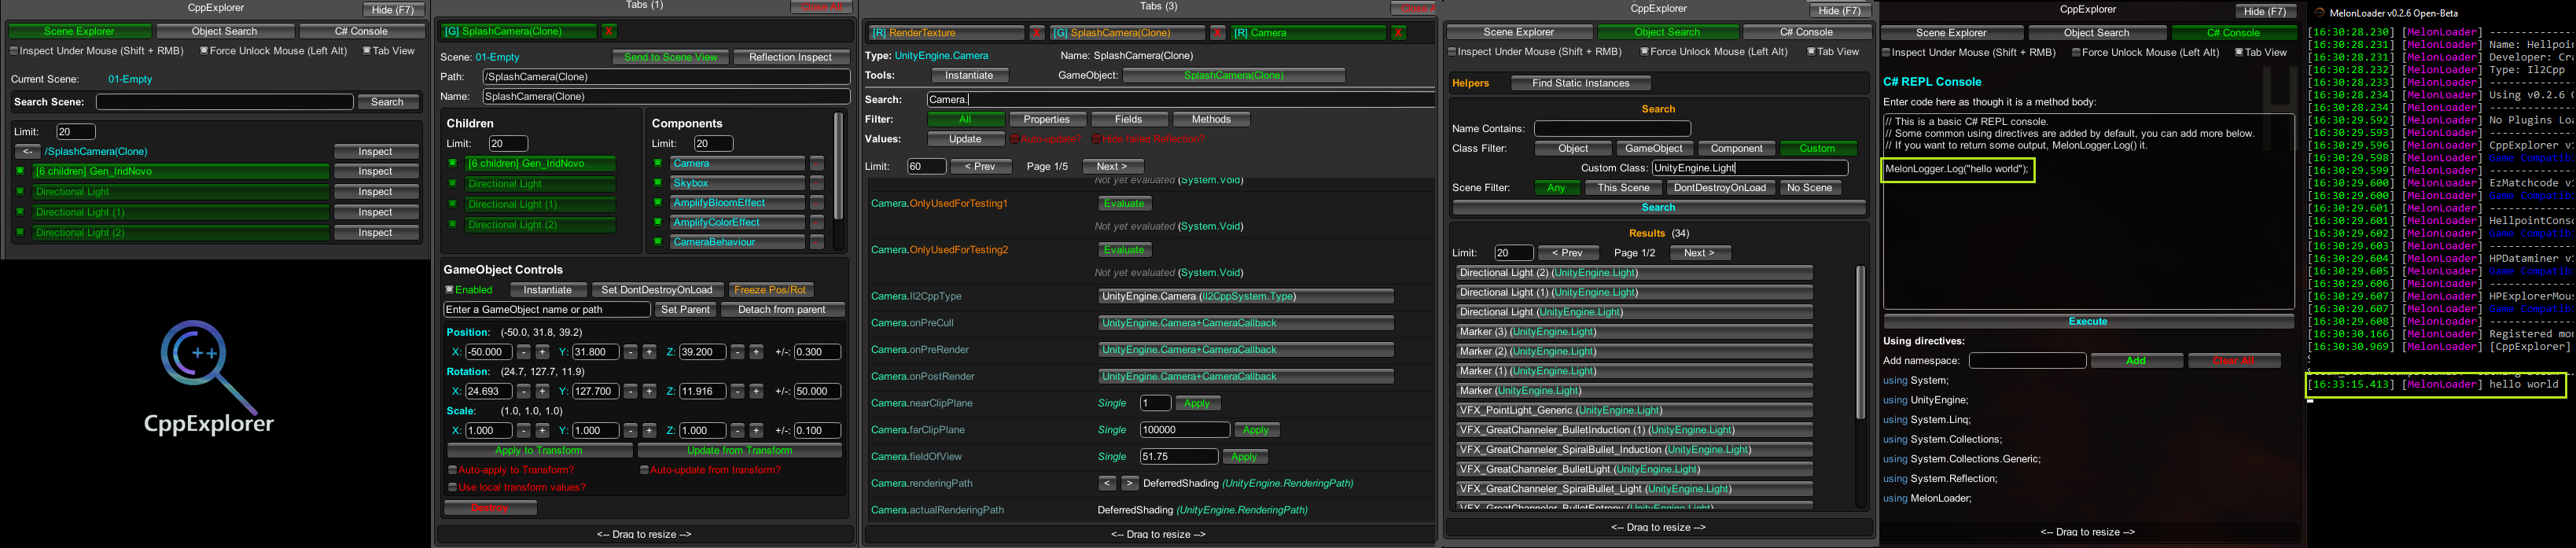 CppExplorer
Hide (F7)
Scene Explorer
Object Search
C# Console
Inspect Under Mouse (Shift + RMB)
Force Unlock Mouse (Left Alt)
Tab View
Current Scene: 01-Empty
Search Scene:
Search
Limit: 20
<- /SplashCamera(Clone)
Inspect
[6 children] Gen_IridNovo
Inspect
Directional Light
Inspect
Directional Light (1)
Inspect
Directional Light (2)
Inspect
CppExplorer
Tabs (1)
[G] SplashCamera(Clone) X
Scene: 01-Empty
Send to Scene View
Reflection Inspect
Path: /SplashCamera(Clone)
Name: SplashCamera(Clone)
Children
Limit: 20
[6 children] Gen_IridNovo
Directional Light
Directional Light (1)
Directional Light (2)
Components
Limit: 20
Camera
Skybox
AmplifyBloomEffect
AmplifyColorEffect
CameraBehaviour
GameObject Controls
Enabled
Instantiate
Set DontDestroyOnLoad
Freeze Pos/Rot
Enter a GameObject name or path
Set Parent
Detach from parent
Position: (-50.0, 31.8, 39.2)
X: -50.000 - + Y: 31.800 - + Z: 39.200 - + +/-: 0.300
Rotation: (24.7, 127.7, 11.9)
X: 24.693 - + Y: 127.700 - + Z: 11.916 - + +/-: 50.000
Scale: (1.0, 1.0, 1.0)
X: 1.000 - + Y: 1.000 - + Z: 1.000 - + +/-: 0.100
Apply to Transform
Update from Transform
Auto-apply to Transform?
Auto-update from transform?
Use local transform values?
Destroy
<-- Drag to resize -->
Tabs (3)
[R] RenderTexture X
[G] SplashCamera(Clone) X
[R] Camera X
Type: UnityEngine.Camera
Name: SplashCamera(Clone)
Tools: Instantiate
GameObject: SplashCamera(Clone)
Search: Camera.
Filter: All Properties Fields Methods
Values: Update Auto-update? Hide failed Reflection?
Limit: 60 < Prev Page 1/5 Next >
Not yet evaluated (System.Void)
Camera.OnlyUsedForTesting1 Evaluate
Not yet evaluated (System.Void)
Camera.OnlyUsedForTesting2 Evaluate
Not yet evaluated (System.Void)
Camera.Il2CppType UnityEngine.Camera (Il2CppSystem.Type)
Camera.onPreCull UnityEngine.Camera+CameraCallback
Camera.onPreRender UnityEngine.Camera+CameraCallback
Camera.onPostRender UnityEngine.Camera+CameraCallback
Camera.nearClipPlane Single 1 Apply
Camera.farClipPlane Single 100000 Apply
Camera.fieldOfView Single 51.75 Apply
Camera.renderingPath < > DeferredShading (UnityEngine.RenderingPath)
Camera.actualRenderingPath DeferredShading (UnityEngine.RenderingPath)
<-- Drag to resize -->
CppExplorer
Hide (F7)
Scene Explorer
Object Search
C# Console
Inspect Under Mouse (Shift + RMB)
Force Unlock Mouse (Left Alt)
Tab View
Helpers Find Static Instances
Search
Name Contains:
Class Filter: Object GameObject Component Custom
Custom Class: UnityEngine.Light
Scene Filter: Any This Scene DontDestroyOnLoad No Scene
Search
Results (34)
Limit: 20 < Prev Page 1/2 Next >
Directional Light (2) (UnityEngine.Light)
Directional Light (1) (UnityEngine.Light)
Directional Light (UnityEngine.Light)
Marker (3) (UnityEngine.Light)
Marker (2) (UnityEngine.Light)
Marker (1) (UnityEngine.Light)
Marker (UnityEngine.Light)
VFX_PointLight_Generic (UnityEngine.Light)
VFX_GreatChanneler_BulletInduction (1) (UnityEngine.Light)
VFX_GreatChanneler_SpiralBullet_Induction (UnityEngine.Light)
VFX_GreatChanneler_BulletLight (UnityEngine.Light)
VFX_GreatChanneler_SpiralBullet_Light (UnityEngine.Light)
VFX_GreatChanneler_BulletEntropy (UnityEngine.Light)
<-- Drag to resize -->
CppExplorer
Hide (F7)
Scene Explorer
Object Search
C# Console
Inspect Under Mouse (Shift + RMB)
Force Unlock Mouse (Left Alt)
Tab View
C# REPL Console
Enter code here as though it is a method body:
// This is a basic C# REPL console.
// Some common using directives are added by default, you can add more below.
// If you want to return some output, MelonLogger.Log() it.
MelonLogger.Log("hello world");
Execute
Using directives:
Add namespace: Add Clear All
using System;
using UnityEngine;
using System.Linq;
using System.Collections;
using System.Collections.Generic;
using System.Reflection;
using MelonLoader;
<-- Drag to resize -->
MelonLoader v0.2.6 Open-Beta
[16:30:28.230] [MelonLoader] ---------------
[16:30:28.231] [MelonLoader] Name: Hellpoin
[16:30:28.231] [MelonLoader] Developer: Cra
[16:30:28.232] [MelonLoader] Type: Il2Cpp
[16:30:28.233] [MelonLoader] ---------------
[16:30:28.234] [MelonLoader] Using v0.2.6 O
[16:30:28.234] [MelonLoader] ---------------
[16:30:29.592] [MelonLoader] No Plugins Loa
[16:30:29.593] [MelonLoader] ---------------
[16:30:29.596] [MelonLoader] CppExplorer v1
[16:30:29.598] [MelonLoader] Game Compatib
[16:30:29.599] [MelonLoader] ---------------
[16:30:29.600] [MelonLoader] EzMatchcode v
[16:30:29.600] [MelonLoader] Game Compatib
[16:30:29.601] [MelonLoader] ---------------
[16:30:29.601] [MelonLoader] HellpointCons
[16:30:29.602] [MelonLoader] Game Compatib
[16:30:29.603] [MelonLoader] ---------------
[16:30:29.604] [MelonLoader] HPDataminer v
[16:30:29.605] [MelonLoader] Game Compatib
[16:30:29.606] [MelonLoader] ---------------
[16:30:29.607] [MelonLoader] HPExplorerMou
[16:30:29.607] [MelonLoader] Game Compatib
[16:30:29.608] [MelonLoader] ---------------
[16:30:30.166] [MelonLoader] Registered mo
[16:30:30.969] [MelonLoader] [CppExplorer]
[16:33:15.413] [MelonLoader] hello world